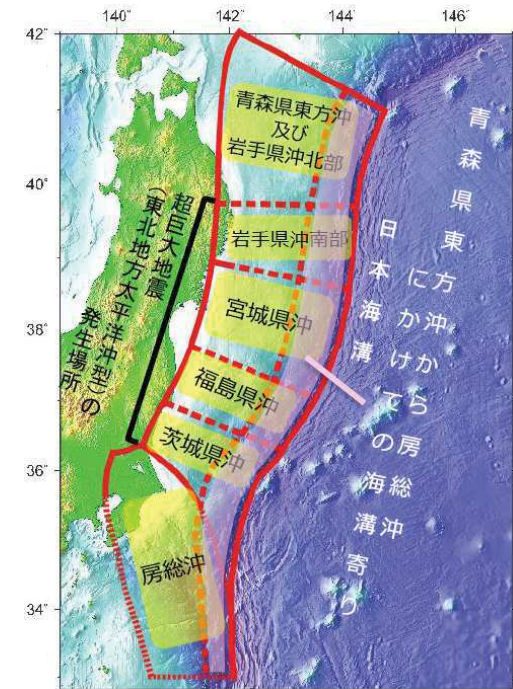 140° 142° 144° 146°
42°
40°
38°
36°
34°
青森県東方沖
及び
岩手県沖北部
岩手県沖南部
宮城県沖
福島県沖
茨城県沖
房総沖
超巨大地震
(東北地方太平洋沖型)の
発生場所
日本海溝
青森県東方沖から房総沖
にかけての海溝寄り